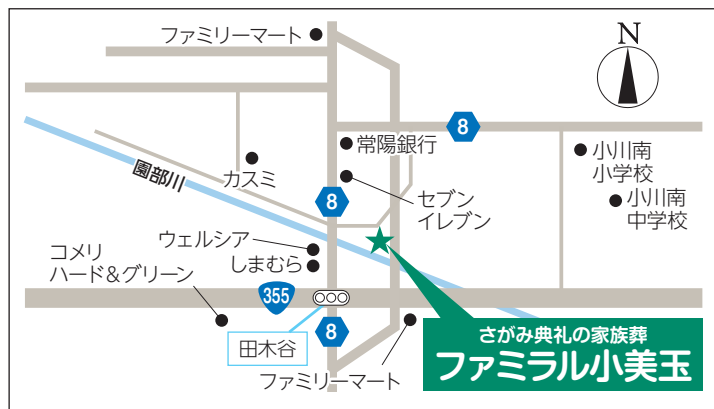 ファミリーマート
N
8
常陽銀行
小川南
小学校
園部川
カスミ
セブン
イレブン
小川南
中学校
8
コメリ
ハード&グリーン
ウェルシア
しまむら
355
田木谷
8
ファミリーマート
さがみ典礼の家族葬
ファミラル小美玉